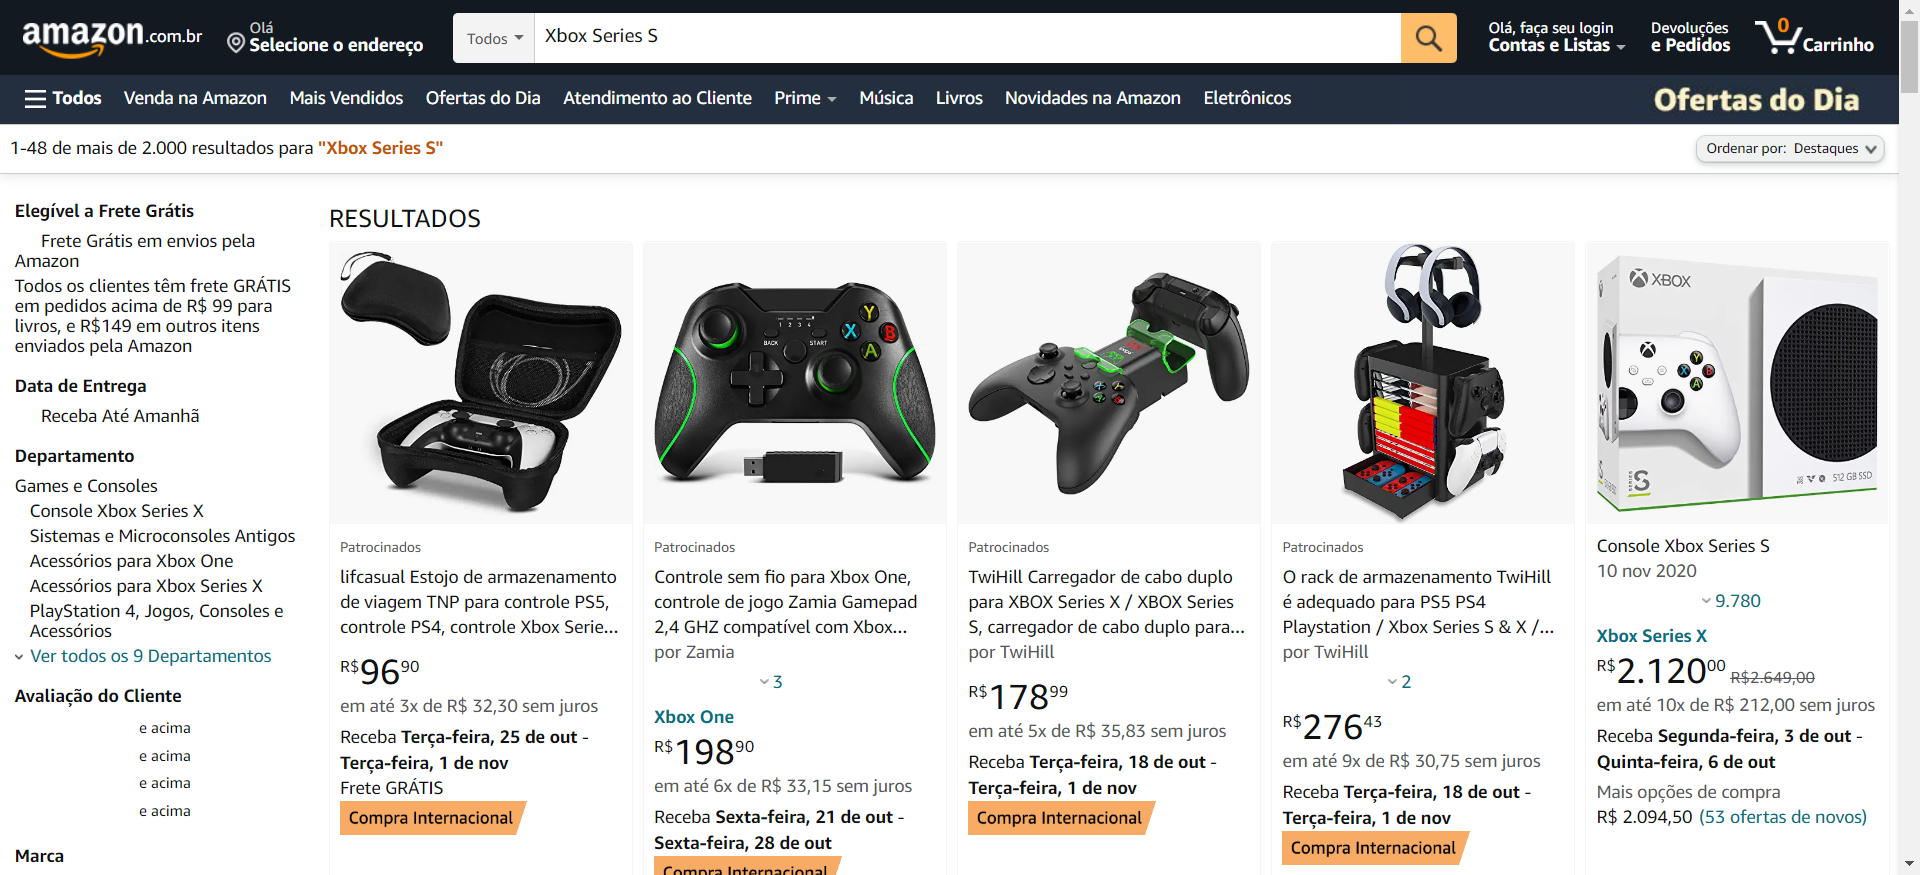 amazon.com.br
Olá
Selecione o endereço
Todos
Xbox Series S
Olá, faça seu login
Contas e Listas
Devoluções
e Pedidos
0
Carrinho
Todos
Venda na Amazon
Mais Vendidos
Ofertas do Dia
Atendimento ao Cliente
Prime
Música
Livros
Novidades na Amazon
Eletrônicos
Ofertas do Dia
1-48 de mais de 2.000 resultados para "Xbox Series S"
Ordenar por: Destaques
Elegível a Frete Grátis
Frete Grátis em envios pela
Amazon
Todos os clientes têm frete GRÁTIS
em pedidos acima de R$ 99 para
livros, e R$149 em outros itens
enviados pela Amazon
Data de Entrega
Receba Até Amanhã
Departamento
Games e Consoles
Console Xbox Series X
Sistemas e Microconsoles Antigos
Acessórios para Xbox One
Acessórios para Xbox Series X
PlayStation 4, Jogos, Consoles e
Acessórios
Ver todos os 9 Departamentos
Avaliação do Cliente
e acima
e acima
e acima
e acima
Marca
RESULTADOS
Patrocinados
lifcasual Estojo de armazenamento
de viagem TNP para controle PS5,
controle PS4, controle Xbox Serie...
R$9690
em até 3x de R$ 32,30 sem juros
Receba Terça-feira, 25 de out -
Terça-feira, 1 de nov
Frete GRÁTIS
Compra Internacional
1 2 3 4
BACK
START
Y
X
B
A
Patrocinados
Controle sem fio para Xbox One,
controle de jogo Zamia Gamepad
2,4 GHZ compatível com Xbox...
por Zamia
3
Xbox One
R$19890
em até 6x de R$ 33,15 sem juros
Receba Sexta-feira, 21 de out -
Sexta-feira, 28 de out
Compra Internacional
Patrocinados
TwiHill Carregador de cabo duplo
para XBOX Series X / XBOX Series
S, carregador de cabo duplo para...
por TwiHill
R$17899
em até 5x de R$ 35,83 sem juros
Receba Terça-feira, 18 de out -
Terça-feira, 1 de nov
Compra Internacional
Patrocinados
O rack de armazenamento TwiHill
é adequado para PS5 PS4
Playstation / Xbox Series S & X /...
por TwiHill
2
R$27643
em até 9x de R$ 30,75 sem juros
Receba Terça-feira, 18 de out -
Terça-feira, 1 de nov
Compra Internacional
XBOX
Y
X
B
A
SERIES S
512 GB SSD
Console Xbox Series S
10 nov 2020
9.780
Xbox Series X
R$2.12000 R$2.649,00
em até 10x de R$ 212,00 sem juros
Receba Segunda-feira, 3 de out -
Quinta-feira, 6 de out
Mais opções de compra
R$ 2.094,50 (53 ofertas de novos)